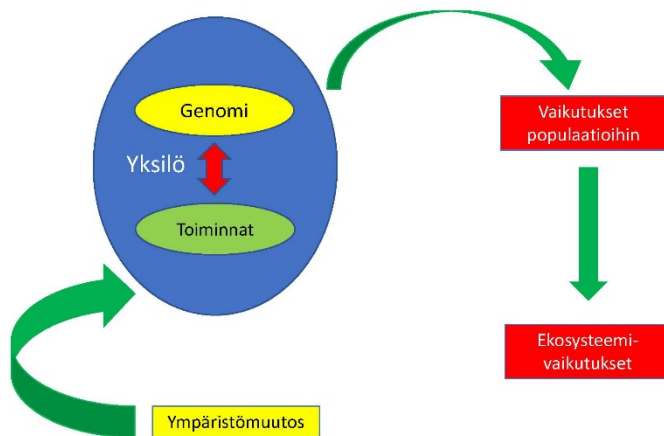 Genomi
Yksilö
Toiminnat
Vaikutukset
populaatioihin
Ekosysteemi-
vaikutukset
Ympäristömuutos